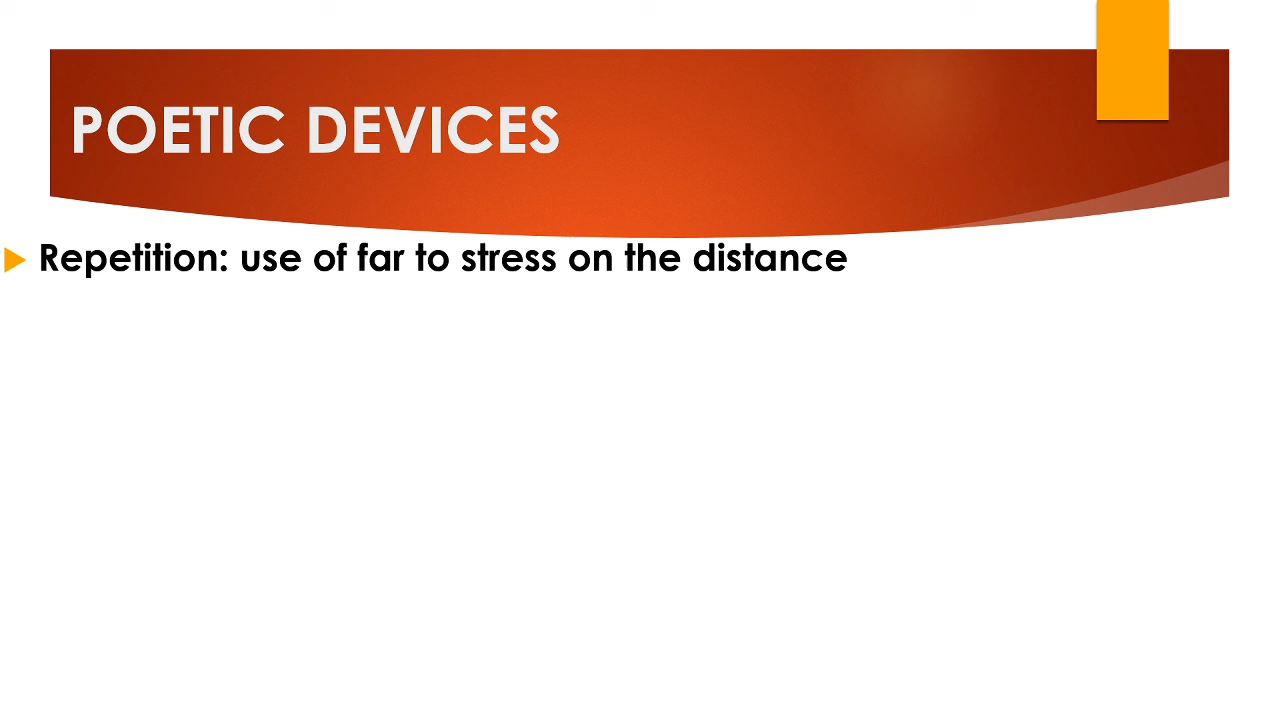 POETIC DEVICES
Repetition: use of far to stress on the distance